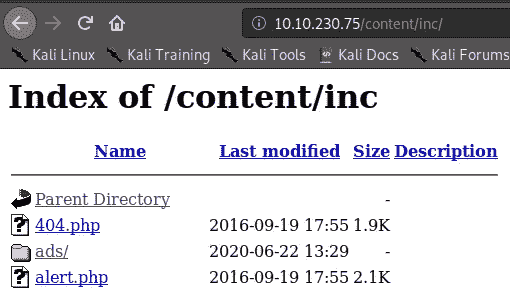 10.10.230.75/content/inc/
Kali Linux Kali Training Kali Tools Kali Docs Kali Forums
Index of /content/inc
Name Last modified Size Description
Parent Directory -
404.php 2016-09-19 17:55 1.9K
ads/ 2020-06-22 13:29 -
alert.php 2016-09-19 17:55 2.1K